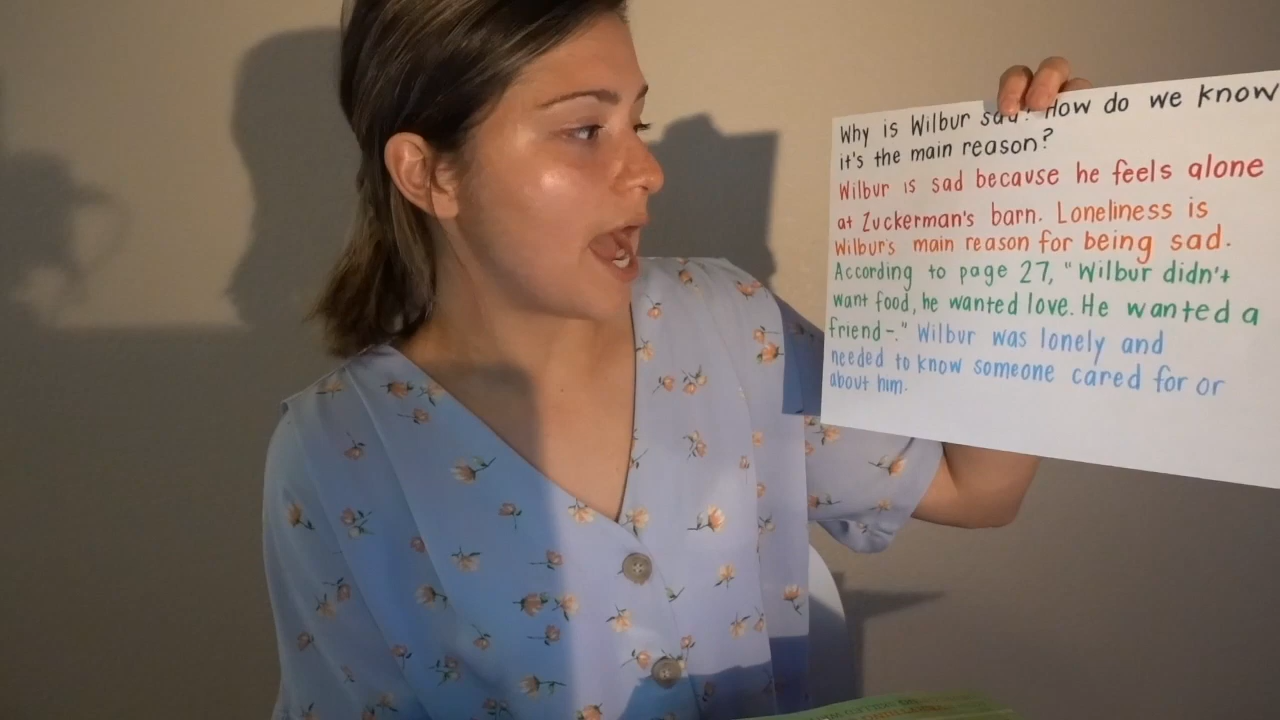 Why is Wilbur sad? How do we know
it's the main reason?
Wilbur is sad because he feels alone
at Zuckerman's barn. Loneliness is
Wilbur's main reason for being sad.
According to page 27, "Wilbur didn't
want food, he wanted love. He wanted a
friend-." Wilbur was lonely and
needed to know someone cared for or
about him.